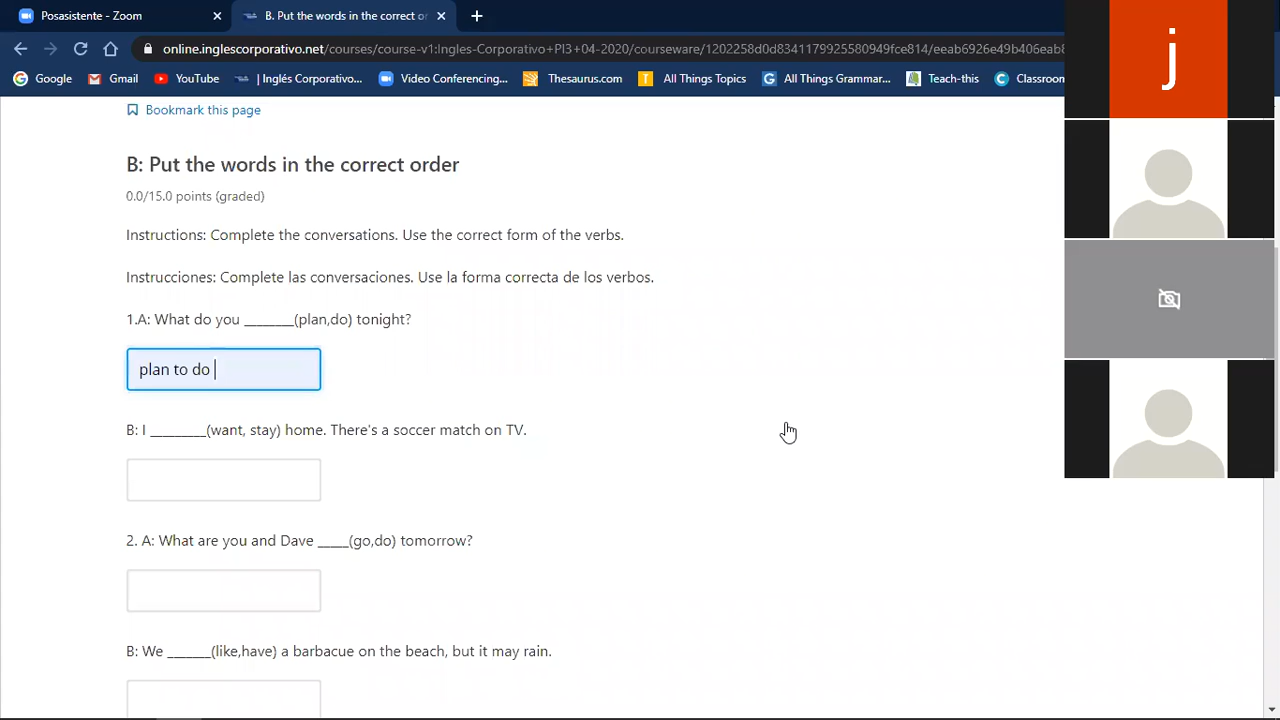 Posasistente - Zoom
B. Put the words in the correct or
online.inglescorporativo.net/courses/course-v1:Ingles-Corporativo+PI3+04-2020/courseware/1202258d0d8341179925580949fce814/eeab6926e49b406eab8
Google
Gmail
YouTube
| Inglés Corporativo...
Video Conferencing...
Thesaurus.com
All Things Topics
All Things Grammar...
Teach-this
Classroom
j
Bookmark this page
B: Put the words in the correct order
0.0/15.0 points (graded)
Instructions: Complete the conversations. Use the correct form of the verbs.
Instrucciones: Complete las conversaciones. Use la forma correcta de los verbos.
1.A: What do you ________(plan,do) tonight?
plan to do
B: I _________(want, stay) home. There's a soccer match on TV.
2. A: What are you and Dave _____(go,do) tomorrow?
B: We _______(like,have) a barbacue on the beach, but it may rain.